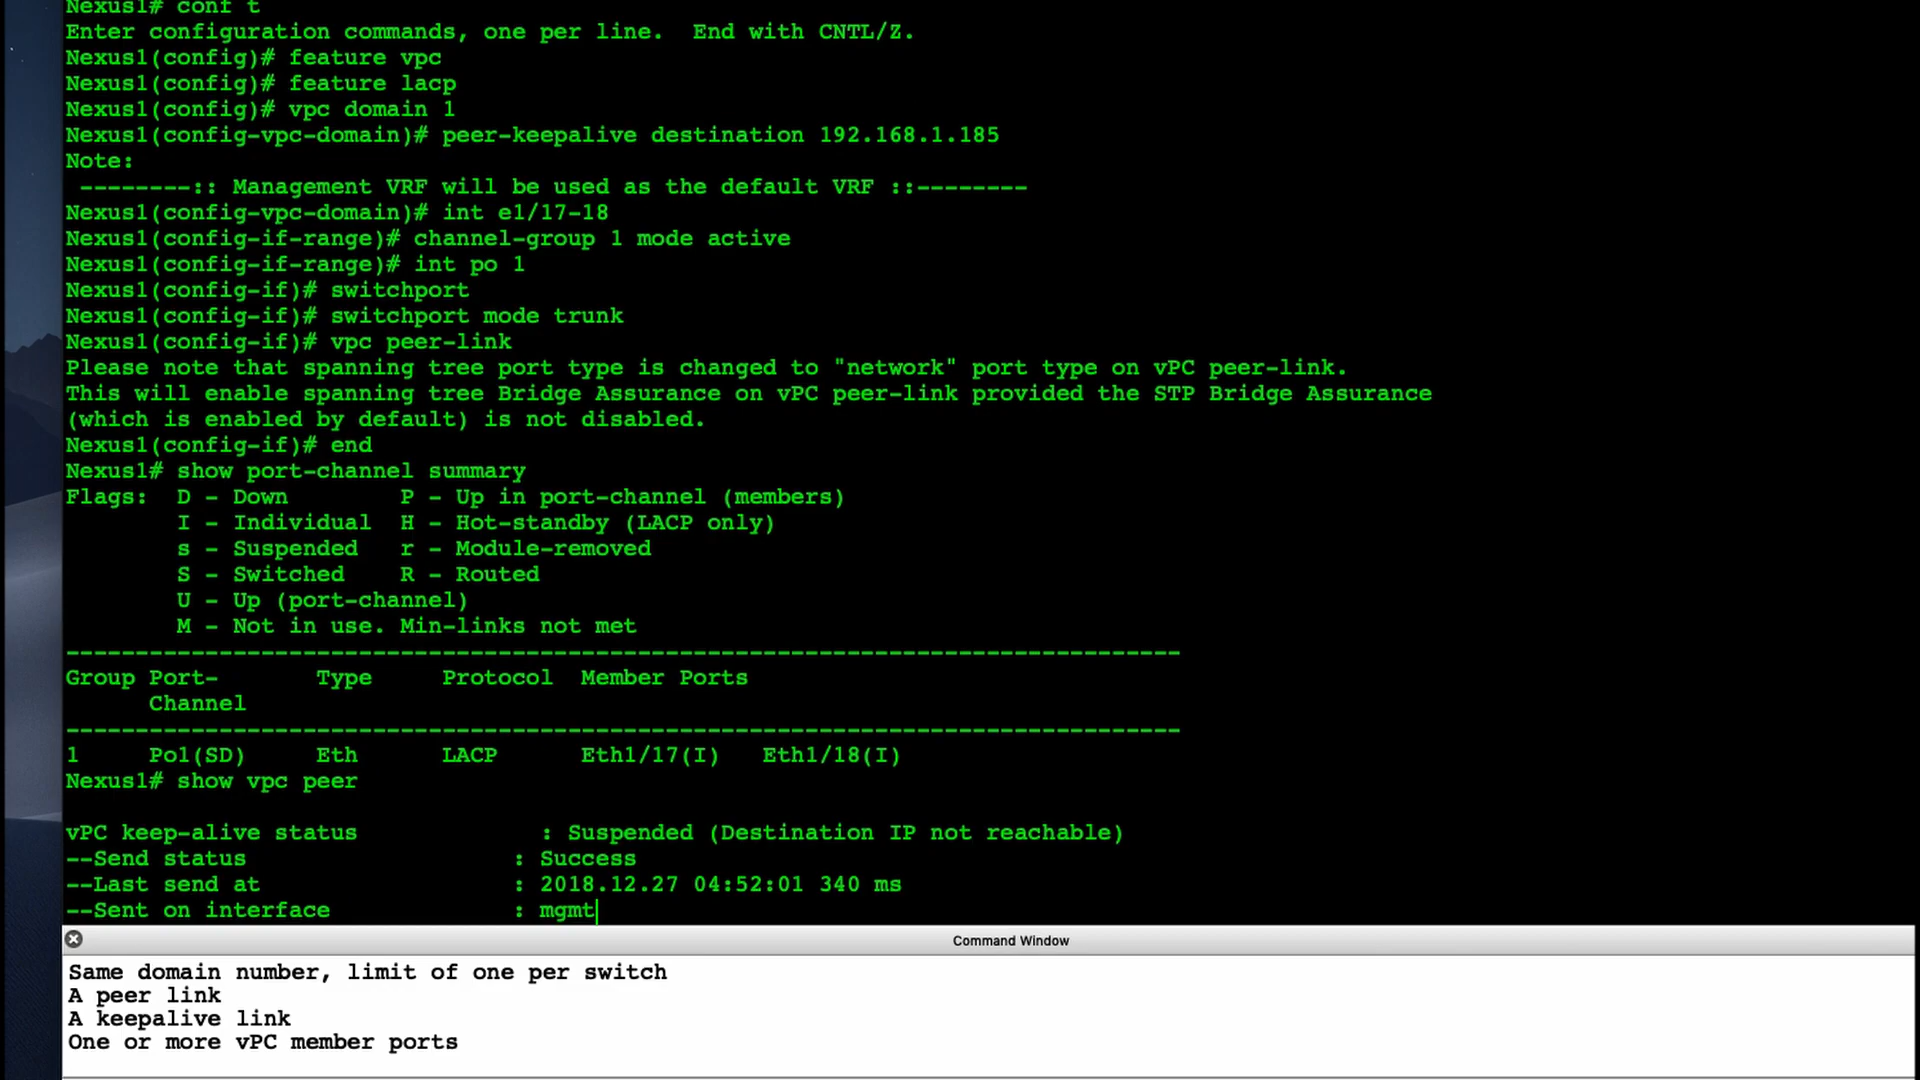 Nexus1# conf t
Enter configuration commands, one per line.  End with CNTL/Z.
Nexus1(config)# feature vpc
Nexus1(config)# feature lacp
Nexus1(config)# vpc domain 1
Nexus1(config-vpc-domain)# peer-keepalive destination 192.168.1.185
Note:
 --------:: Management VRF will be used as the default VRF ::--------
Nexus1(config-vpc-domain)# int e1/17-18
Nexus1(config-if-range)# channel-group 1 mode active
Nexus1(config-if-range)# int po 1
Nexus1(config-if)# switchport
Nexus1(config-if)# switchport mode trunk
Nexus1(config-if)# vpc peer-link
Please note that spanning tree port type is changed to "network" port type on vPC peer-link.
This will enable spanning tree Bridge Assurance on vPC peer-link provided the STP Bridge Assurance
(which is enabled by default) is not disabled.
Nexus1(config-if)# end
Nexus1# show port-channel summary
Flags:  D - Down        P - Up in port-channel (members)
        I - Individual  H - Hot-standby (LACP only)
        s - Suspended   r - Module-removed
        S - Switched    R - Routed
        U - Up (port-channel)
        M - Not in use. Min-links not met
--------------------------------------------------------------------------------
Group Port-       Type     Protocol  Member Ports
      Channel
--------------------------------------------------------------------------------
1     Po1(SD)     Eth      LACP      Eth1/17(I)   Eth1/18(I)
Nexus1# show vpc peer
vPC keep-alive status             : Suspended (Destination IP not reachable)
--Send status                   : Success
--Last send at                  : 2018.12.27 04:52:01 340 ms
--Sent on interface             : mgmt
Command Window
Same domain number, limit of one per switch
A peer link
A keepalive link
One or more vPC member ports